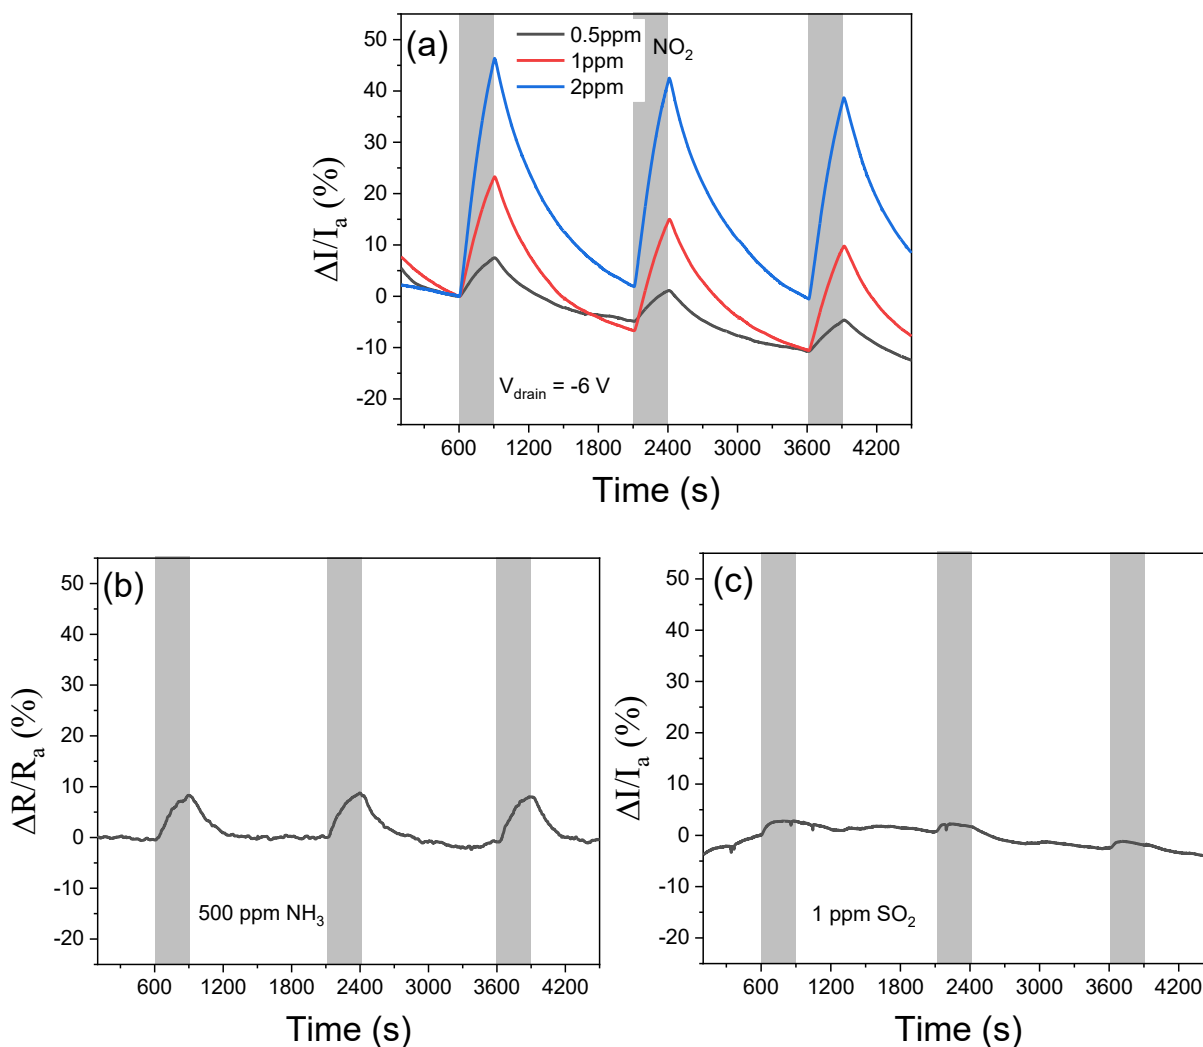 (a)
0.5ppm
1ppm
2ppm
NO₂
50
40
30
20
10
0
-10
-20
ΔI/Iₐ (%)
V_drain = -6 V
600 1200 1800 2400 3000 3600 4200
Time (s)
(b)
50
40
30
20
10
0
-10
-20
ΔR/Rₐ (%)
500 ppm NH₃
600 1200 1800 2400 3000 3600 4200
Time (s)
(c)
50
40
30
20
10
0
-10
-20
ΔI/Iₐ (%)
1 ppm SO₂
600 1200 1800 2400 3000 3600 4200
Time (s)